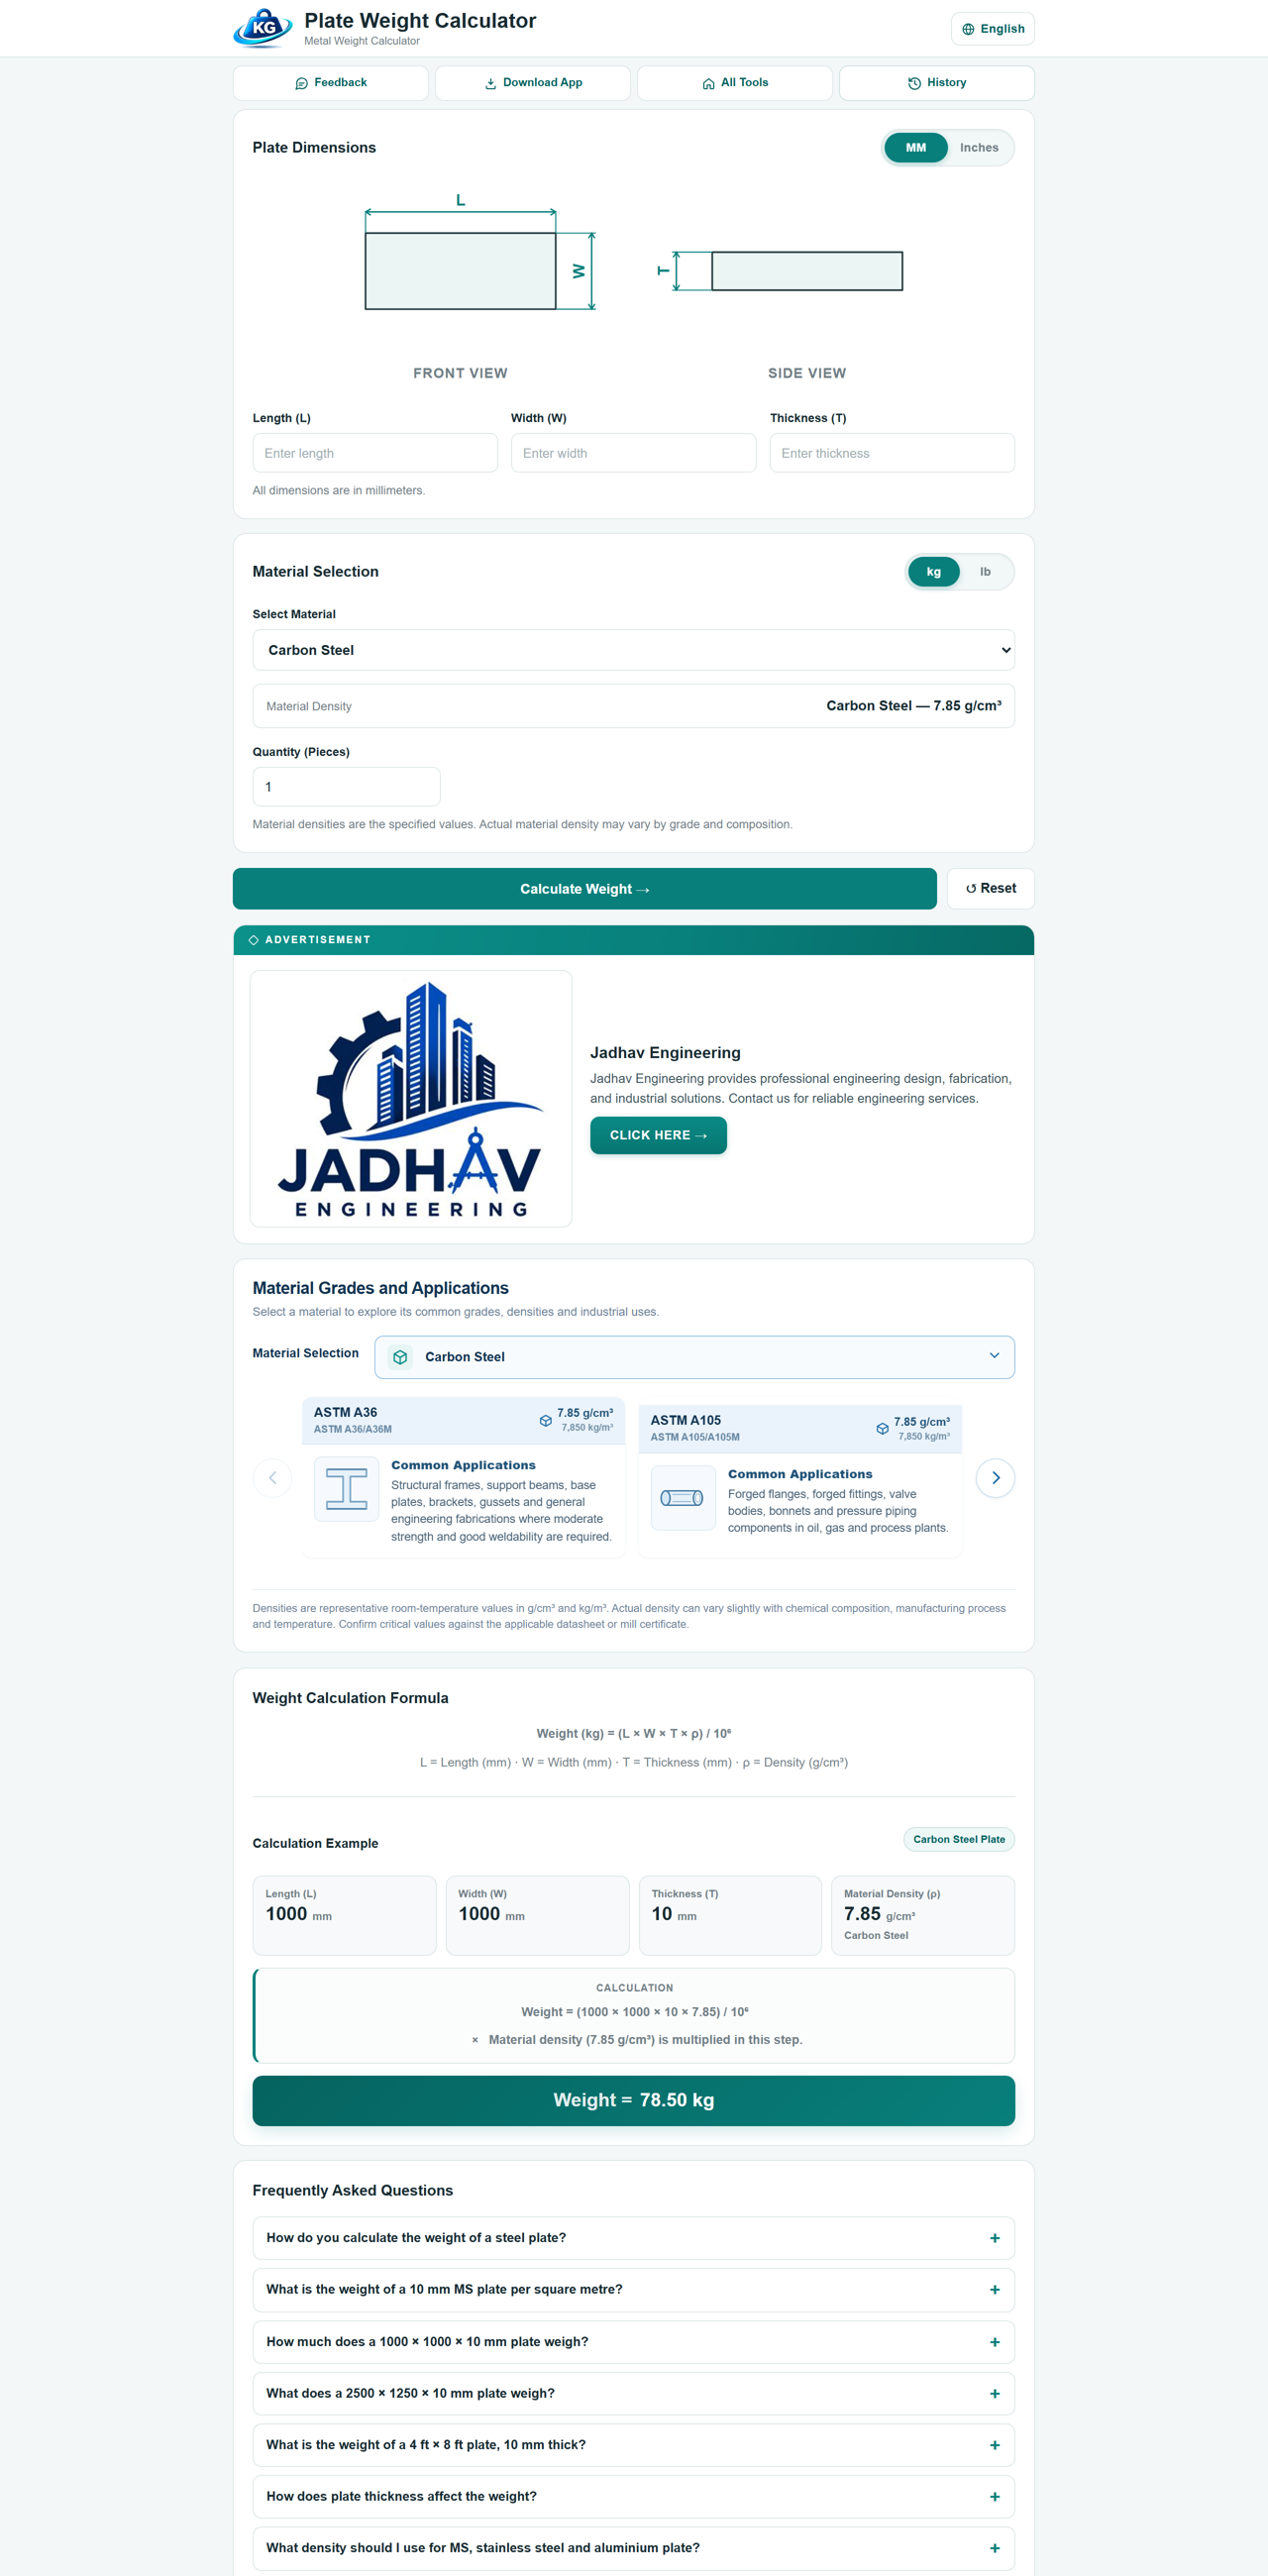 KG
Plate Weight Calculator
Metal Weight Calculator
English
Feedback
Download App
All Tools
History
Plate Dimensions
MM
Inches
L
W
T
FRONT VIEW
SIDE VIEW
Length (L)
Width (W)
Thickness (T)
Enter length
Enter width
Enter thickness
All dimensions are in millimeters.
Material Selection
kg
lb
Select Material
Carbon Steel
Material Density
Carbon Steel — 7.85 g/cm³
Quantity (Pieces)
1
Material densities are the specified values. Actual material density may vary by grade and composition.
Calculate Weight →
↺ Reset
◇ ADVERTISEMENT
JADHAV
ENGINEERING
Jadhav Engineering
Jadhav Engineering provides professional engineering design, fabrication,
and industrial solutions. Contact us for reliable engineering services.
CLICK HERE →
Material Grades and Applications
Select a material to explore its common grades, densities and industrial uses.
Material Selection
Carbon Steel
ASTM A36
ASTM A36/A36M
7.85 g/cm³
7,850 kg/m³
Common Applications
Structural frames, support beams, base
plates, brackets, gussets and general
engineering fabrications where moderate
strength and good weldability are required.
ASTM A105
ASTM A105/A105M
7.85 g/cm³
7,850 kg/m³
Common Applications
Forged flanges, forged fittings, valve
bodies, bonnets and pressure piping
components in oil, gas and process plants.
Densities are representative room-temperature values in g/cm³ and kg/m³. Actual density can vary slightly with chemical composition, manufacturing process
and temperature. Confirm critical values against the applicable datasheet or mill certificate.
Weight Calculation Formula
Weight (kg) = (L × W × T × ρ) / 10⁶
L = Length (mm) · W = Width (mm) · T = Thickness (mm) · ρ = Density (g/cm³)
Calculation Example
Carbon Steel Plate
Length (L)
1000 mm
Width (W)
1000 mm
Thickness (T)
10 mm
Material Density (ρ)
7.85 g/cm³
Carbon Steel
CALCULATION
Weight = (1000 × 1000 × 10 × 7.85) / 10⁶
× Material density (7.85 g/cm³) is multiplied in this step.
Weight = 78.50 kg
Frequently Asked Questions
How do you calculate the weight of a steel plate?
+
What is the weight of a 10 mm MS plate per square metre?
+
How much does a 1000 × 1000 × 10 mm plate weigh?
+
What does a 2500 × 1250 × 10 mm plate weigh?
+
What is the weight of a 4 ft × 8 ft plate, 10 mm thick?
+
How does plate thickness affect the weight?
+
What density should I use for MS, stainless steel and aluminium plate?
+